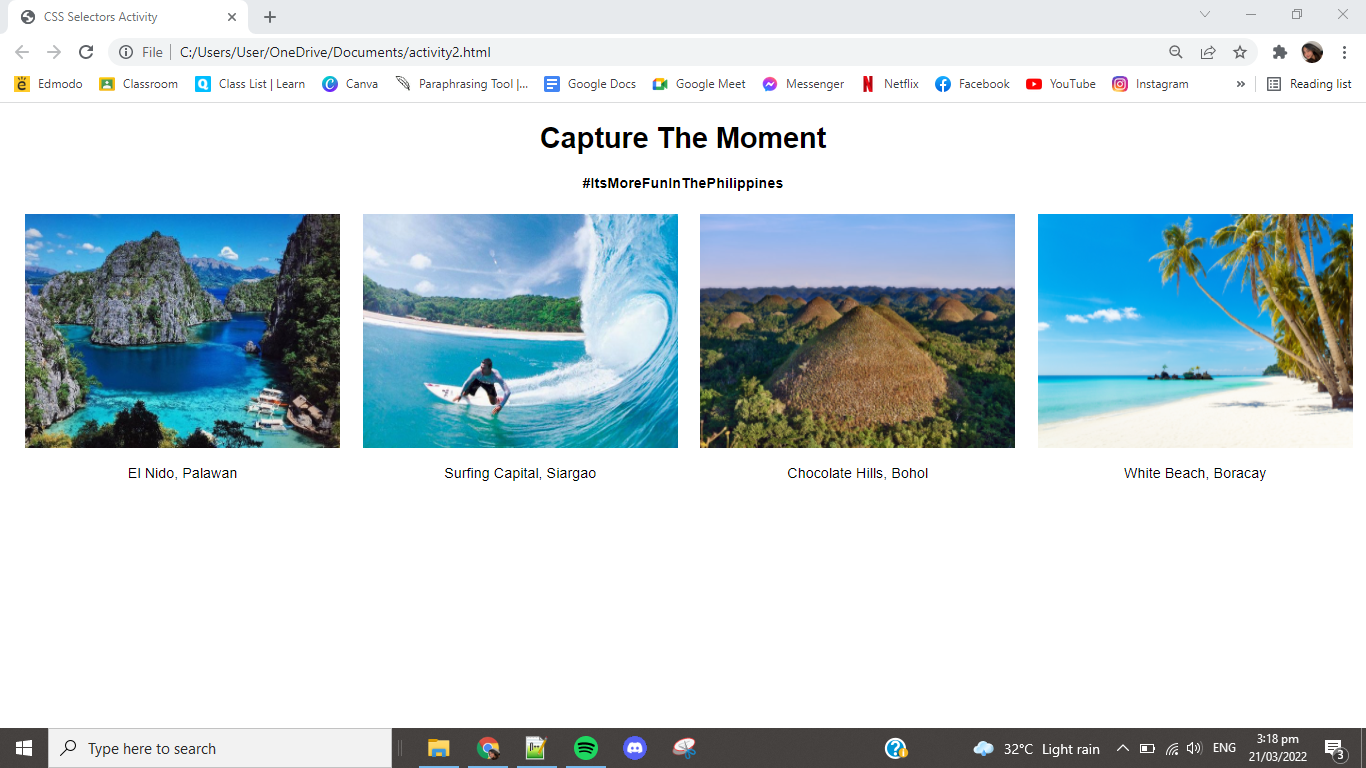 CSS Selectors Activity
File C:/Users/User/OneDrive/Documents/activity2.html
Edmodo Classroom Class List | Learn Canva Paraphrasing Tool |... Google Docs Google Meet Messenger Netflix Facebook YouTube Instagram » Reading list
Capture The Moment
#ItsMoreFunInThePhilippines
El Nido, Palawan Surfing Capital, Siargao Chocolate Hills, Bohol White Beach, Boracay
Type here to search 32°C Light rain ENG 3:18 pm
21/03/2022 3